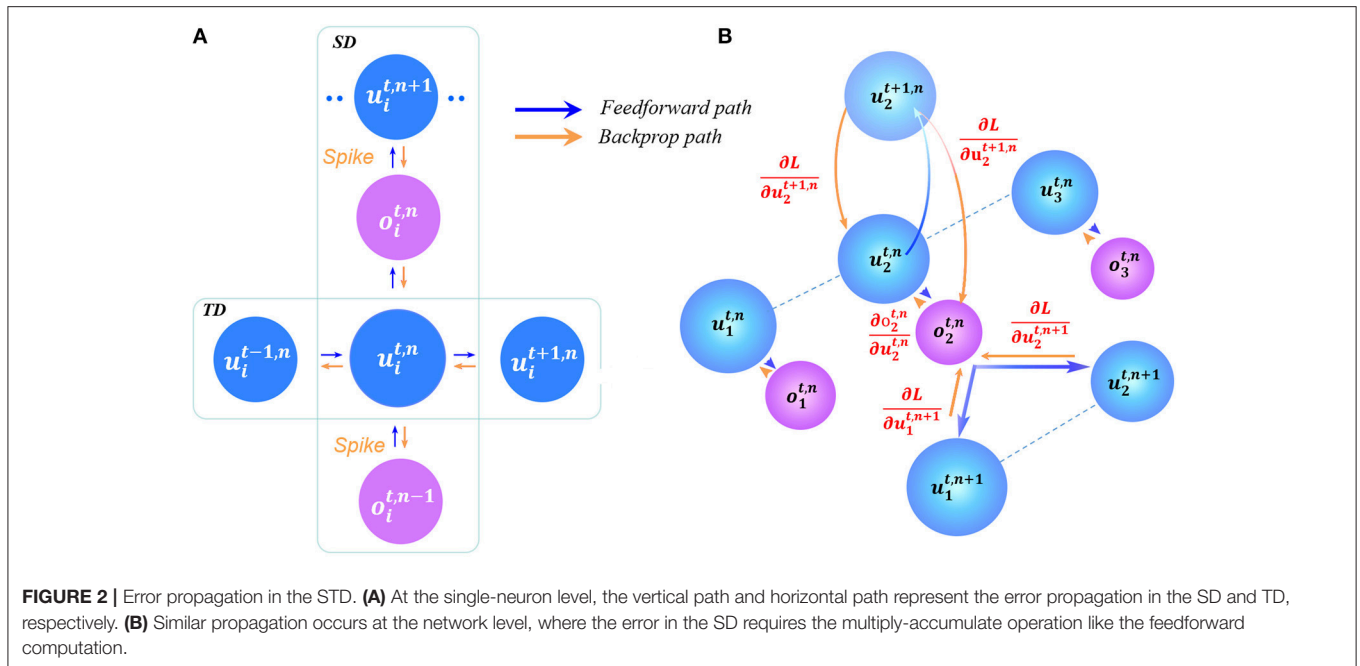 A
SD
u_i^{t,n+1}
Feedforward path
Backprop path
Spike
o_i^{t,n}
TD
u_i^{t-1,n}
u_i^{t,n}
u_i^{t+1,n}
Spike
o_i^{t,n-1}
B
u_2^{t+1,n}
∂L
∂u_2^{t+1,n}
∂L
∂u_2^{t+1,n}
u_3^{t,n}
o_3^{t,n}
u_2^{t,n}
u_1^{t,n}
o_1^{t,n}
∂o_2^{t,n}
∂u_2^{t,n}
o_2^{t,n}
∂L
∂u_2^{t,n+1}
u_2^{t,n+1}
∂L
∂u_1^{t,n+1}
u_1^{t,n+1}
FIGURE 2 | Error propagation in the STD. (A) At the single-neuron level, the vertical path and horizontal path represent the error propagation in the SD and TD,
respectively. (B) Similar propagation occurs at the network level, where the error in the SD requires the multiply-accumulate operation like the feedforward
computation.